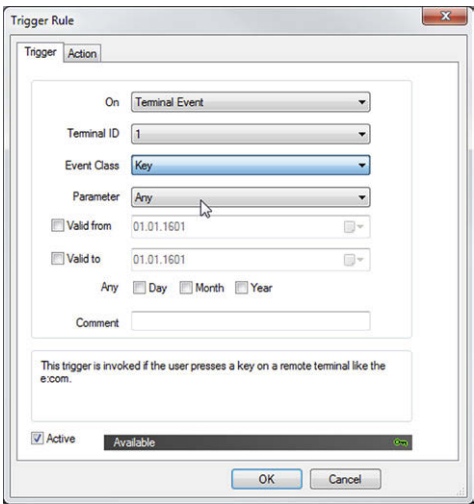 Trigger Rule
Trigger Action
On Terminal Event
Terminal ID 1
Event Class Key
Parameter Any
Valid from 01.01.1601
Valid to 01.01.1601
Any Day Month Year
Comment
This trigger is invoked if the user presses a key on a remote terminal like the
e:com.
Active Available
OK Cancel